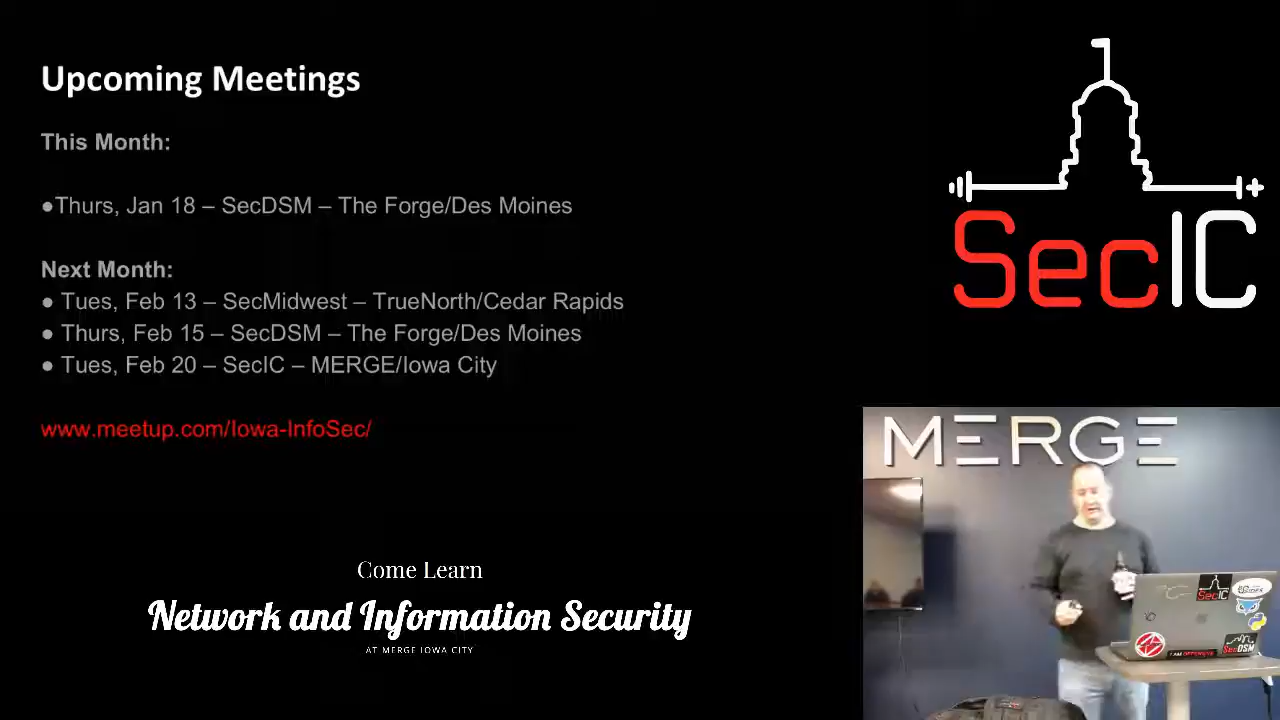 Upcoming Meetings
This Month:
●Thurs, Jan 18 – SecDSM – The Forge/Des Moines
Next Month:
● Tues, Feb 13 – SecMidwest – TrueNorth/Cedar Rapids
● Thurs, Feb 15 – SecDSM – The Forge/Des Moines
● Tues, Feb 20 – SecIC – MERGE/Iowa City
www.meetup.com/Iowa-InfoSec/
Come Learn
Network and Information Security
AT MERGE IOWA CITY
SecIC
MERGE
SecIC
I AM OFFENSIVE
SecDSM